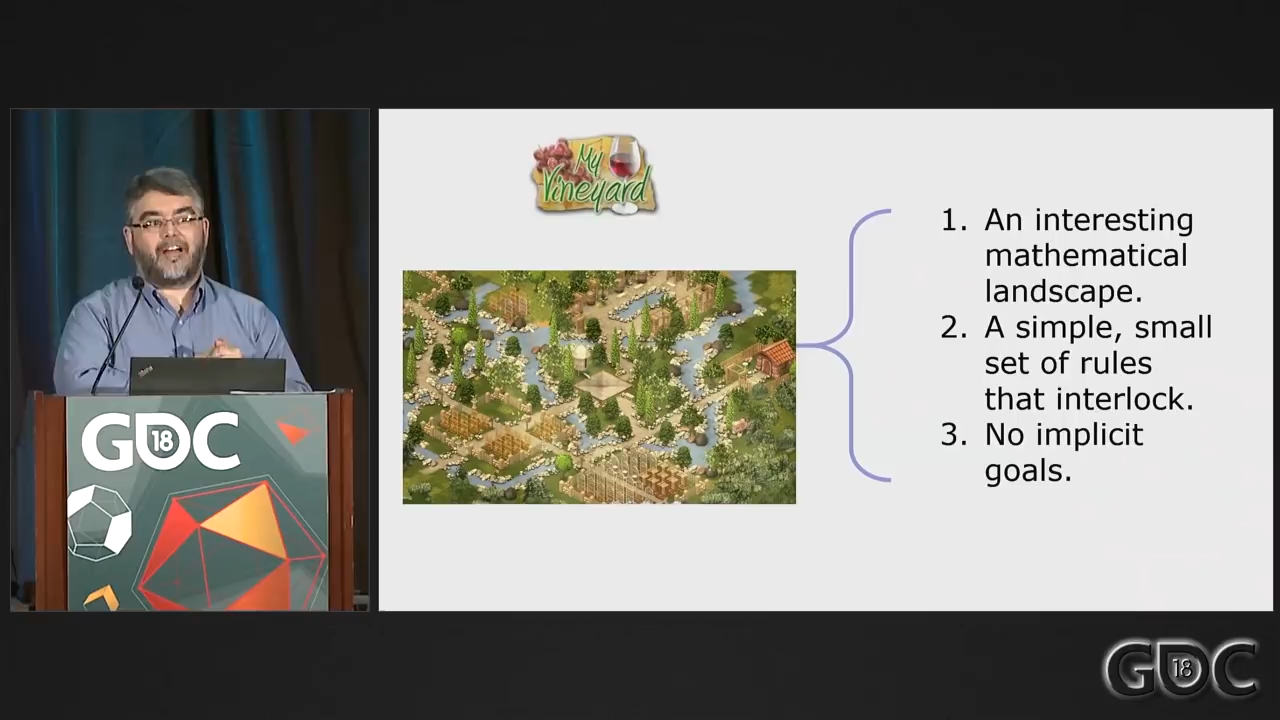 My
Vineyard
1. An interesting
mathematical
landscape.
2. A simple, small
set of rules
that interlock.
3. No implicit
goals.
GDC
18
GDC
18